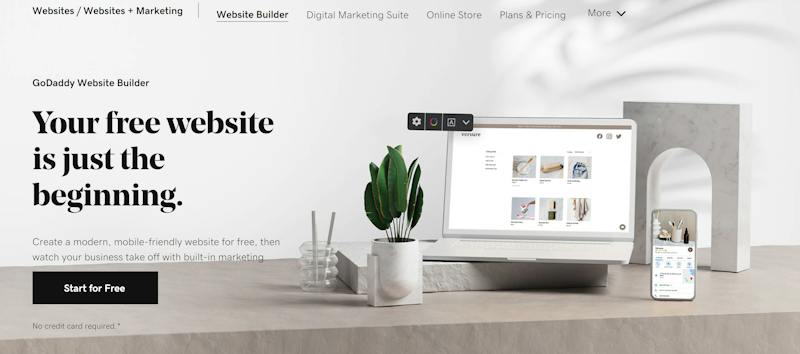 Websites / Websites + Marketing
Website Builder
Digital Marketing Suite
Online Store
Plans & Pricing
More
GoDaddy Website Builder
Your free website
is just the
beginning.
Create a modern, mobile-friendly website for free, then
watch your business take off with built-in marketing
Start for Free
No credit card required.*